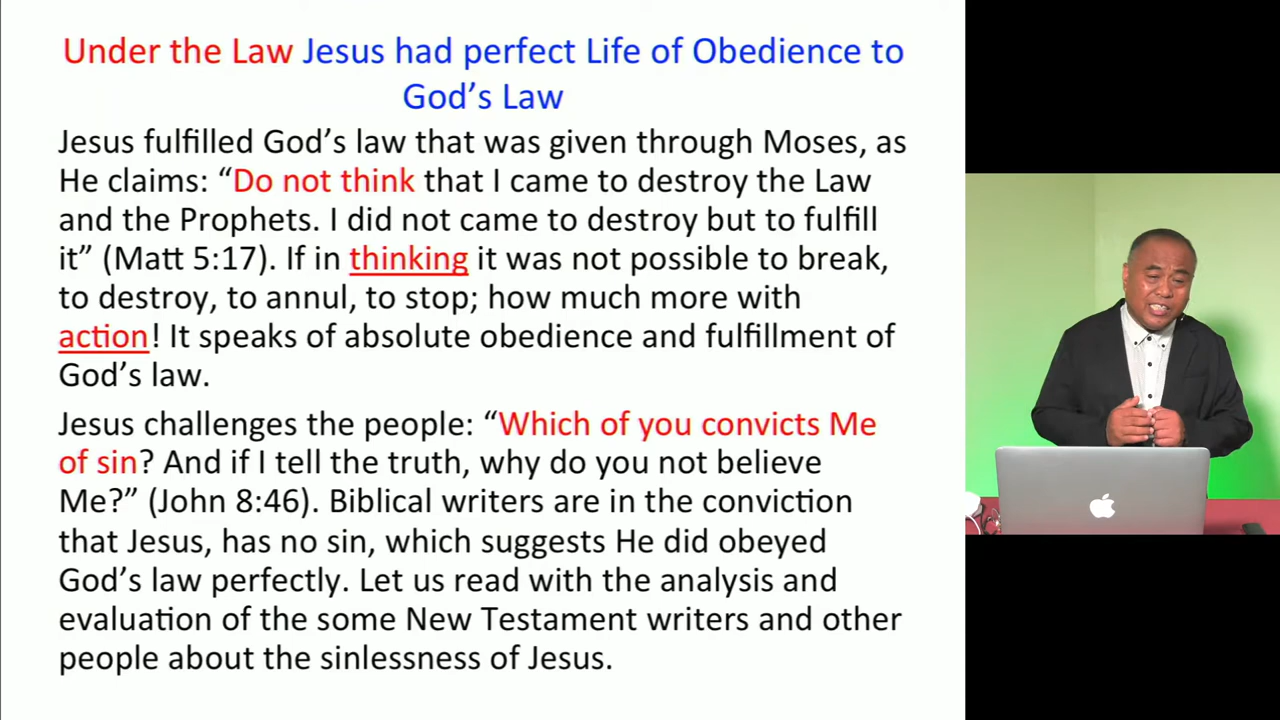 Under the Law Jesus had perfect Life of Obedience to
God’s Law
Jesus fulfilled God’s law that was given through Moses, as
He claims: “Do not think that I came to destroy the Law
and the Prophets. I did not came to destroy but to fulfill
it” (Matt 5:17). If in thinking it was not possible to break,
to destroy, to annul, to stop; how much more with
action! It speaks of absolute obedience and fulfillment of
God’s law.
Jesus challenges the people: “Which of you convicts Me
of sin? And if I tell the truth, why do you not believe
Me?” (John 8:46). Biblical writers are in the conviction
that Jesus, has no sin, which suggests He did obeyed
God’s law perfectly. Let us read with the analysis and
evaluation of the some New Testament writers and other
people about the sinlessness of Jesus.